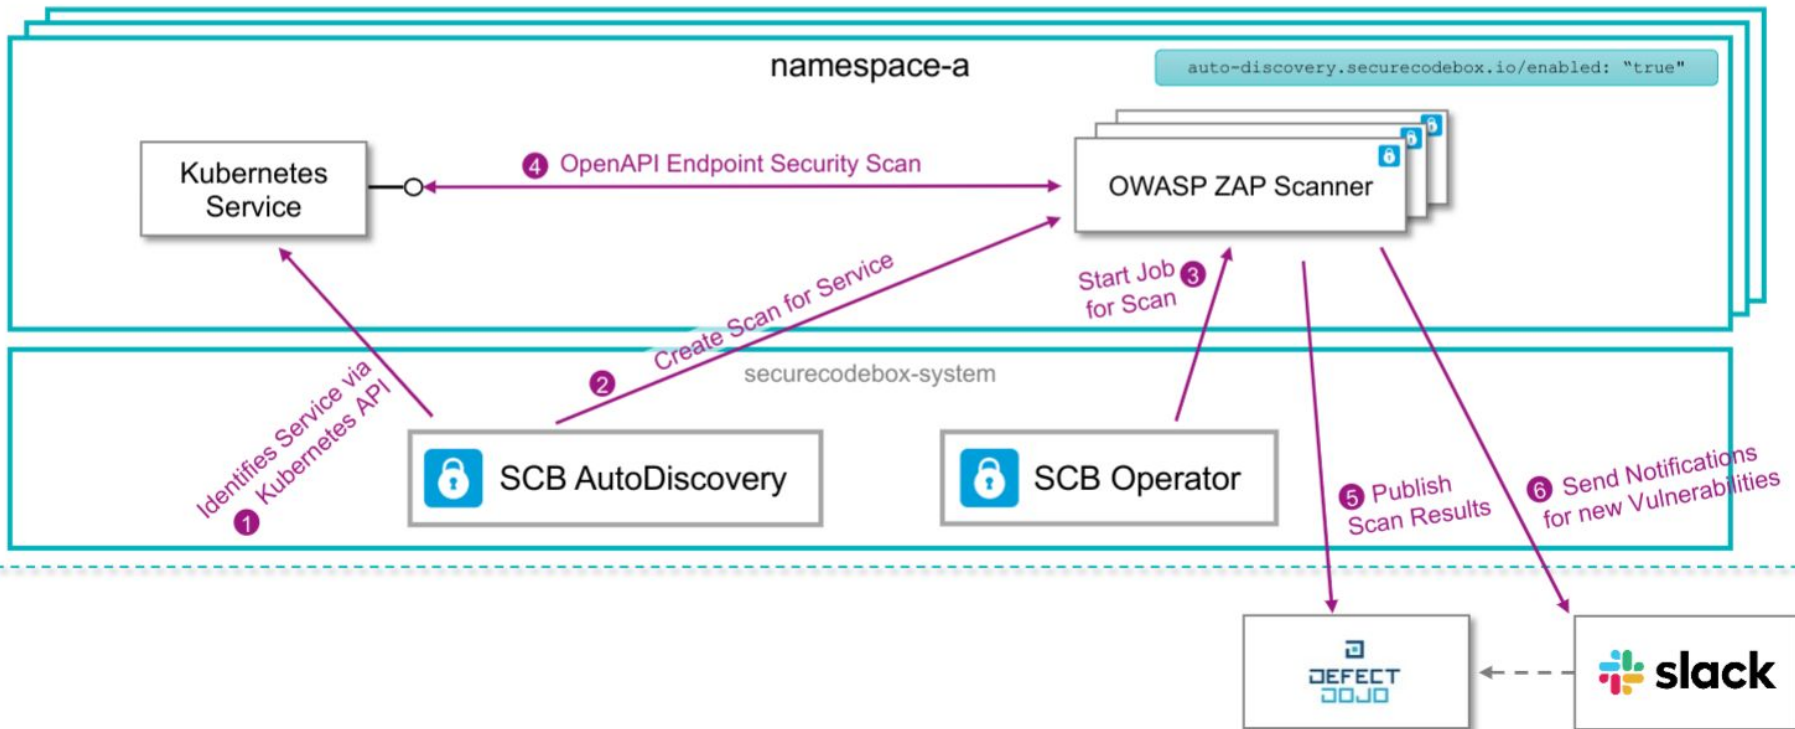 namespace-a
auto-discovery.securecodebox.io/enabled: “true"
Kubernetes
Service
4 OpenAPI Endpoint Security Scan
OWASP ZAP Scanner
Create Scan for Service
2
Start Job 3
for Scan
securecodebox-system
Identifies Service via
1 Kubernetes API
SCB AutoDiscovery
SCB Operator
5 Publish
Scan Results
6 Send Notifications
for new Vulnerabilities
DEFECT
DOJO
slack